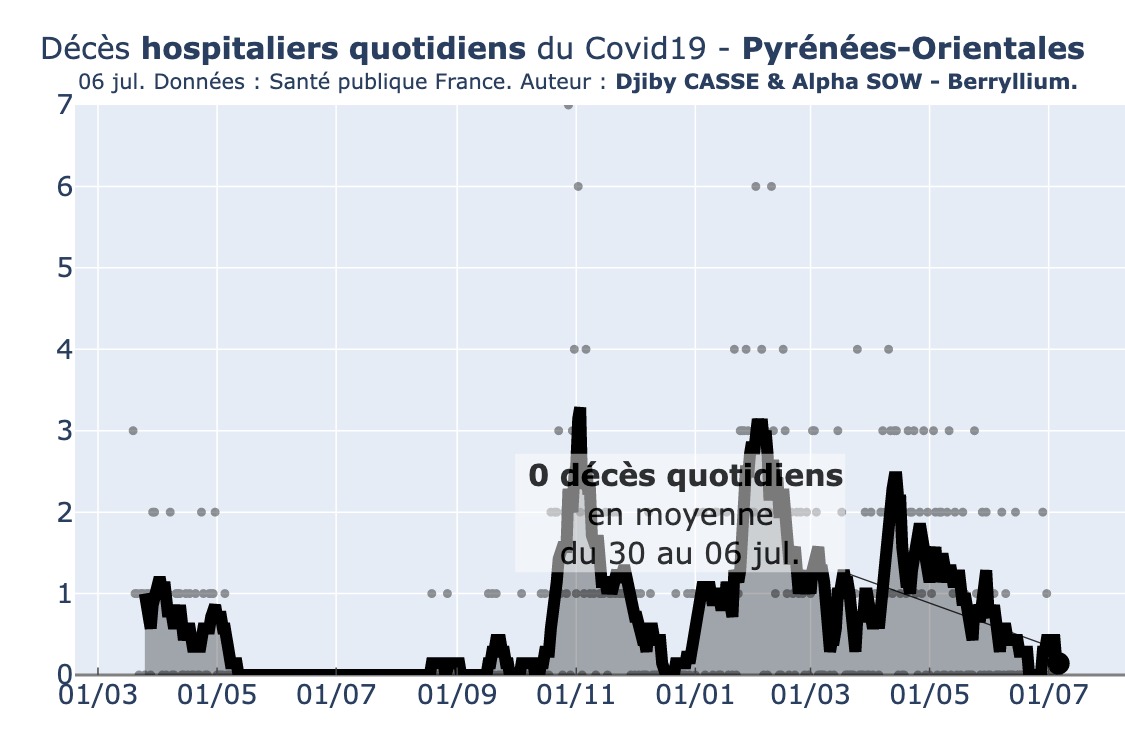 Décès hospitaliers quotidiens du Covid19 - Pyrénées-Orientales
06 jul. Données : Santé publique France. Auteur : Djiby CASSE & Alpha SOW - Berryllium.
7
6
5
4
3
2
1
0
0 décès quotidiens
en moyenne
du 30 au 06 jul.
01/03 01/05 01/07 01/09 01/11 01/01 01/03 01/05 01/07